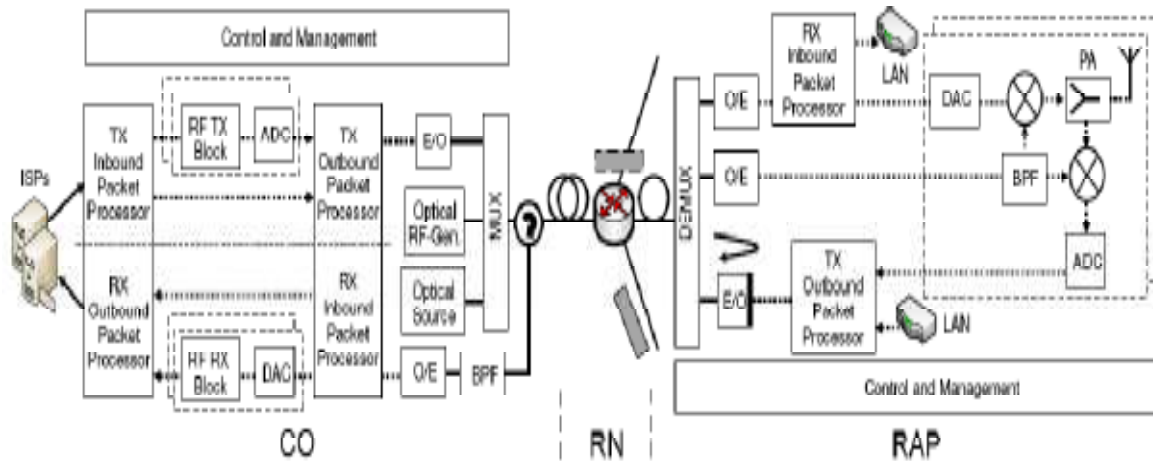 Control and Management
ISPs
TX
Inbound
Packet
Processor
RF TX
Block
ADC
TX
Outbound
Packet
Processor
E/O
Optical
RF-Gen.
Optical
Source
MUX
RX
Outbound
Packet
Processor
RF RX
Block
DAC
RX
Inbound
Packet
Processor
O/E
BPF
CO
RN
DEMUX
O/E
RX
Inbound
Packet
Processor
LAN
DAC
PA
O/E
BPF
ADC
E/O
TX
Outbound
Packet
Processor
LAN
Control and Management
RAP